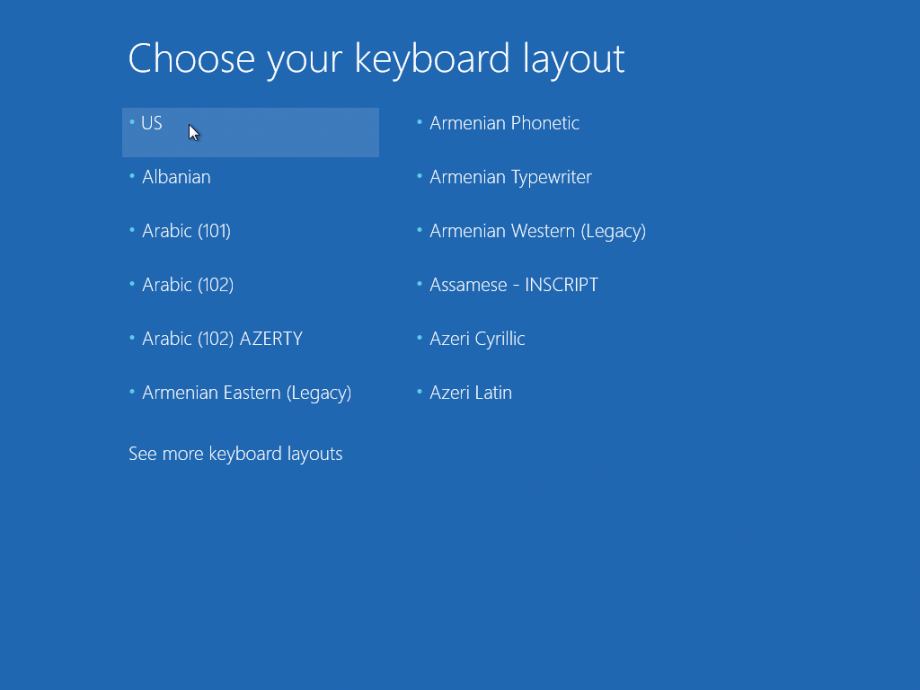 Choose your keyboard layout
US
Albanian
Arabic (101)
Arabic (102)
Arabic (102) AZERTY
Armenian Eastern (Legacy)
Armenian Phonetic
Armenian Typewriter
Armenian Western (Legacy)
Assamese - INSCRIPT
Azeri Cyrillic
Azeri Latin
See more keyboard layouts